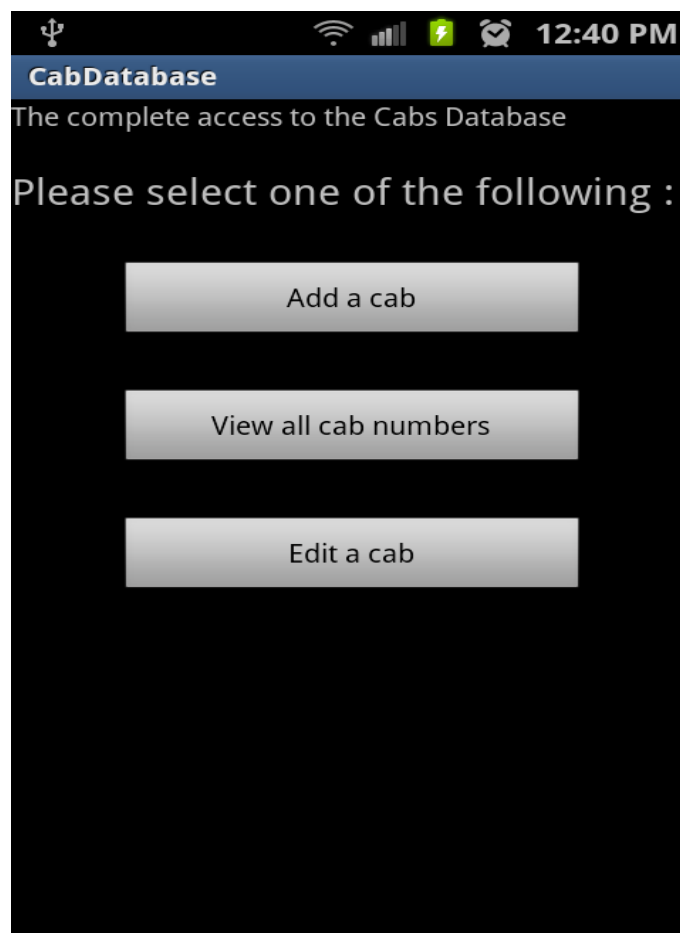 12:40 PM
CabDatabase
The complete access to the Cabs Database
Please select one of the following :
Add a cab
View all cab numbers
Edit a cab